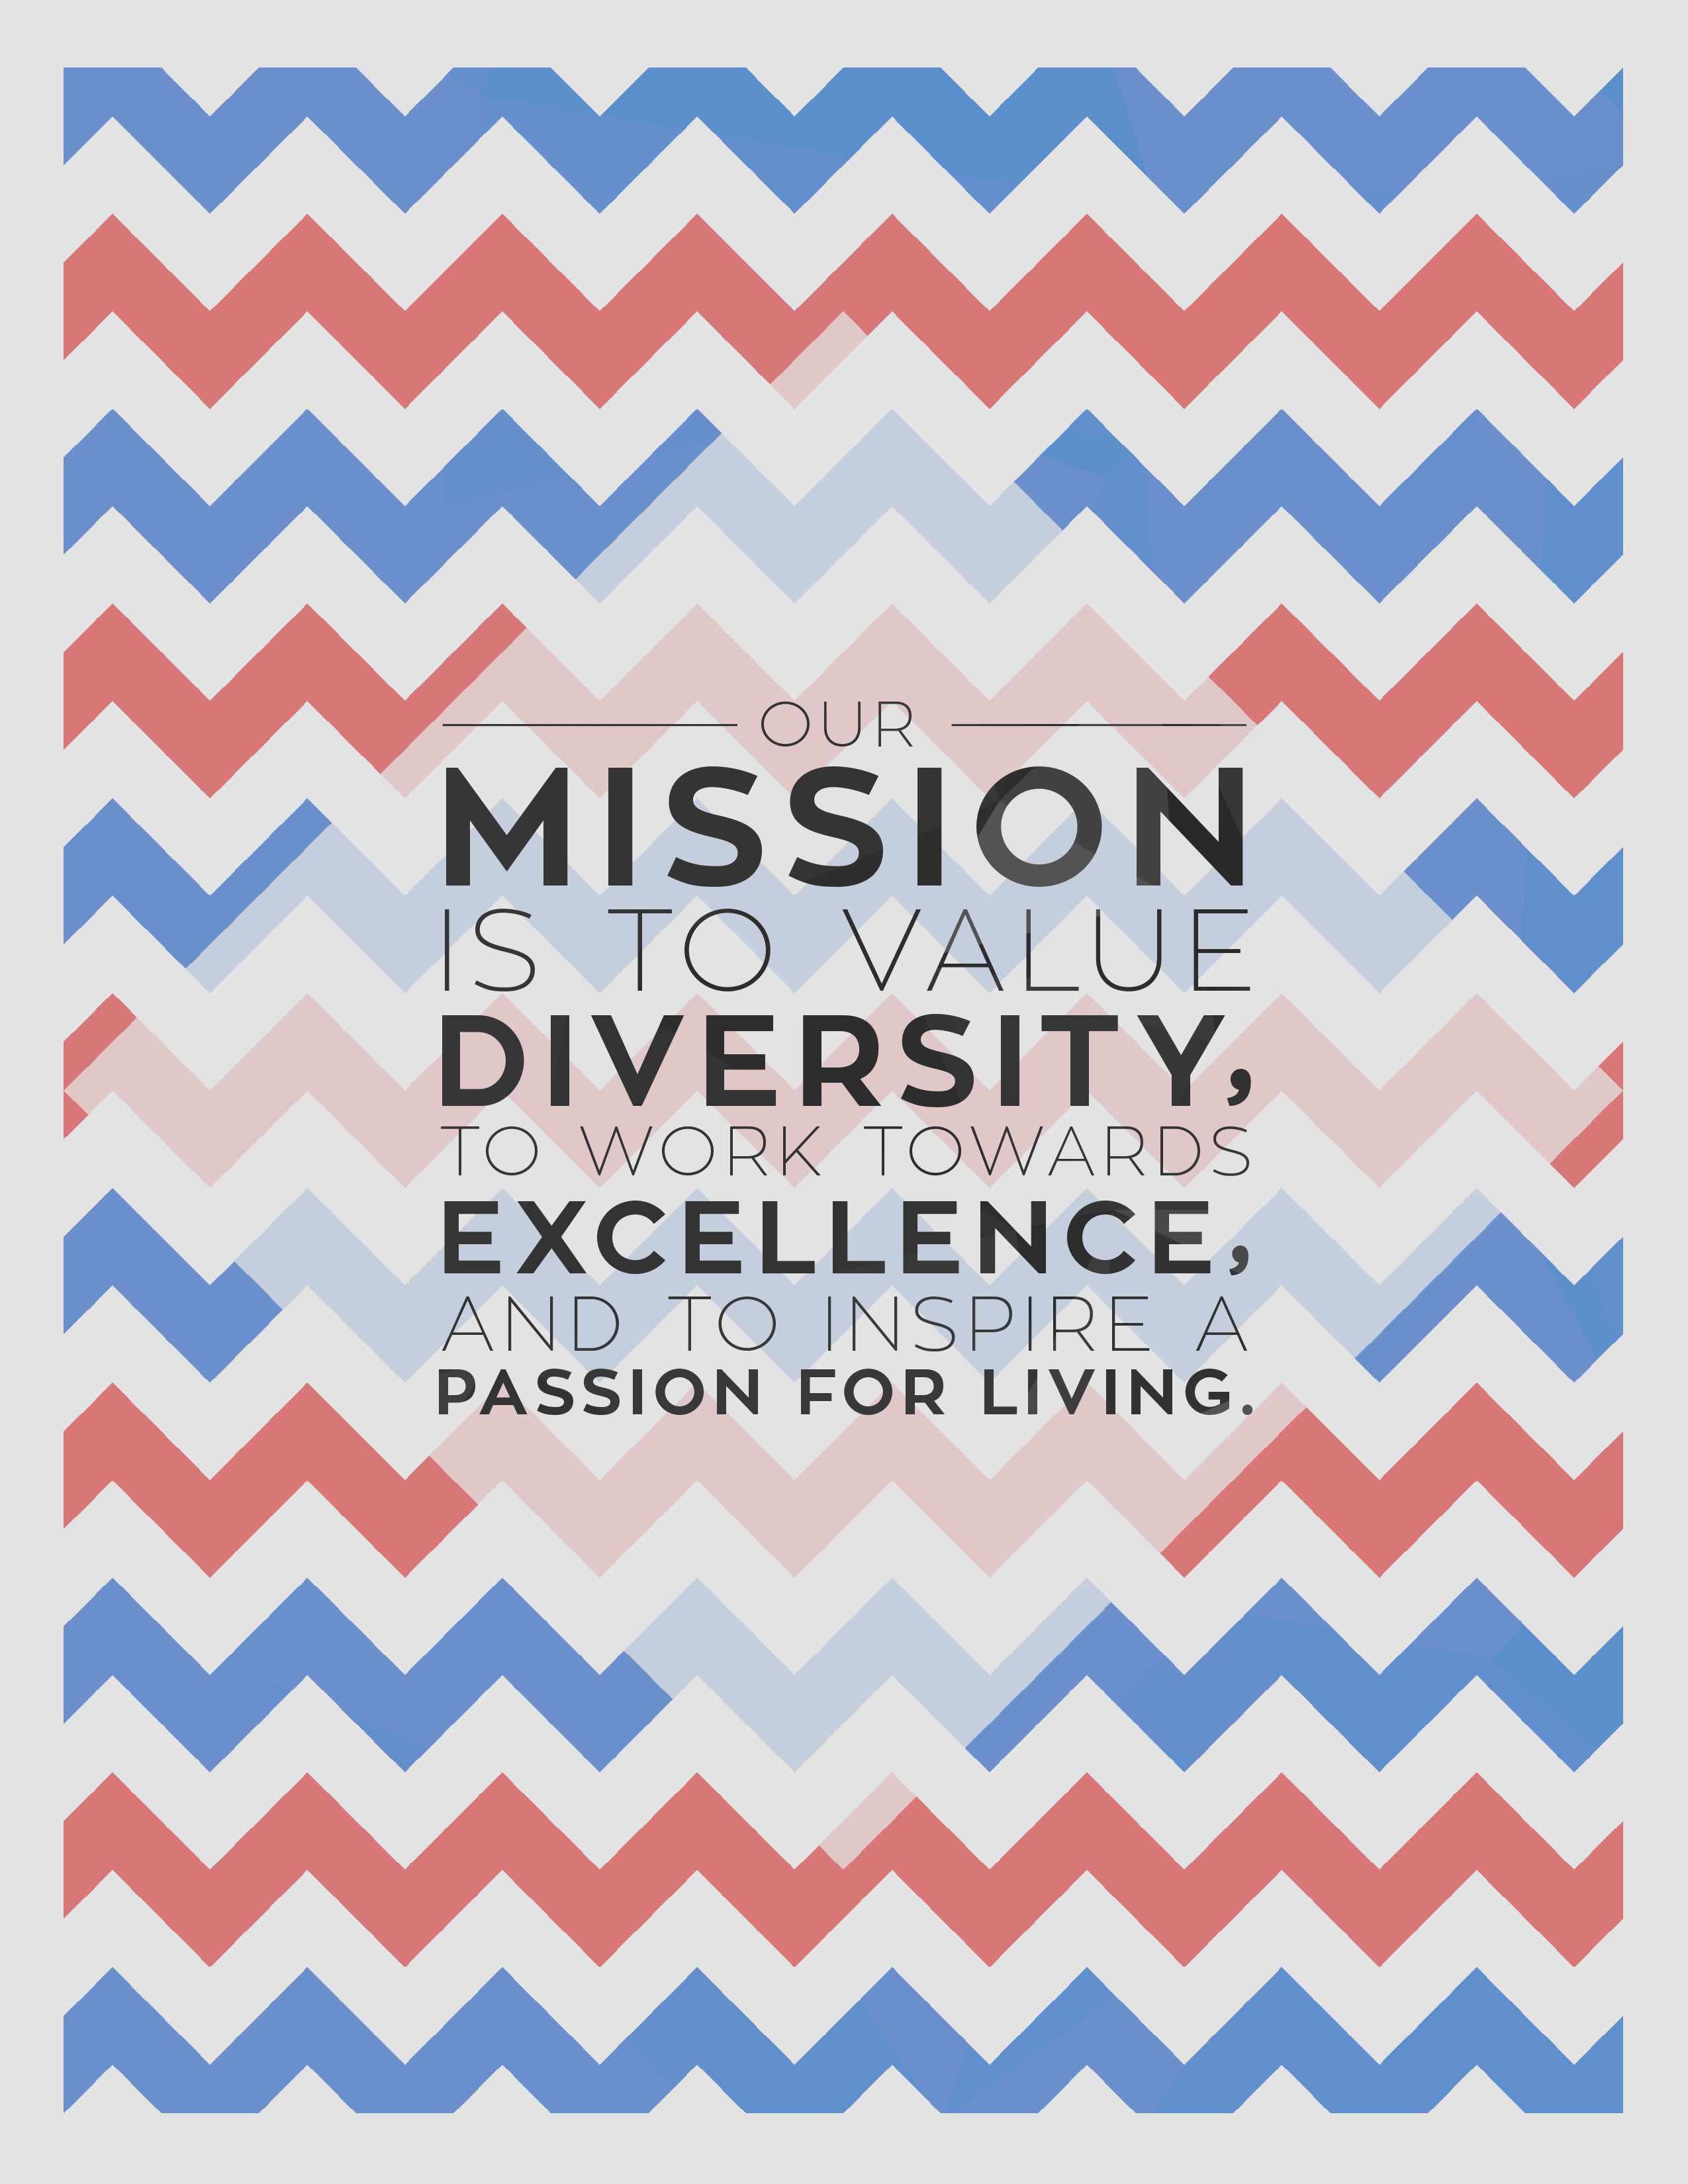 OUR
MISSION
IS TO VALUE
DIVERSITY,
TO WORK TOWARDS
EXCELLENCE,
AND TO INSPIRE A
PASSION FOR LIVING.